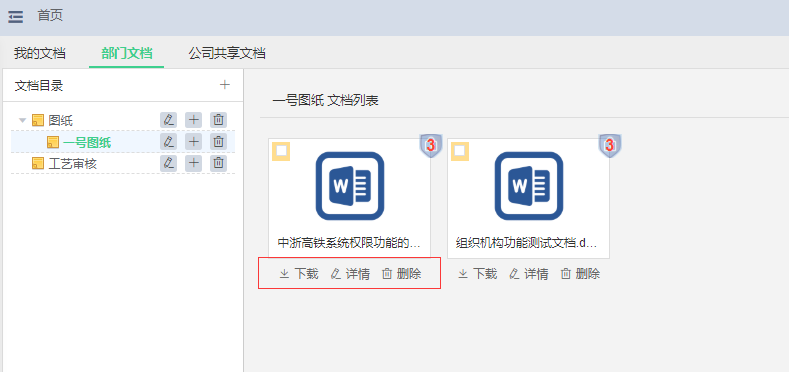 首页
我的文档 部门文档 公司共享文档
文档目录
图纸
一号图纸
工艺审核
一号图纸 文档列表
3 3
W W
中浙高铁系统权限功能的... 组织机构功能测试文档.d...
下载 详情 删除 下载 详情 删除